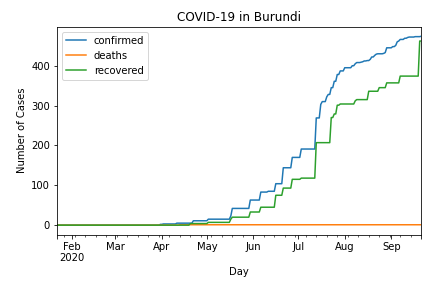 COVID-19 in Burundi
confirmed
deaths
recovered
Number of Cases
400
300
200
100
0
Feb Mar Apr May Jun Jul Aug Sep
2020
Day